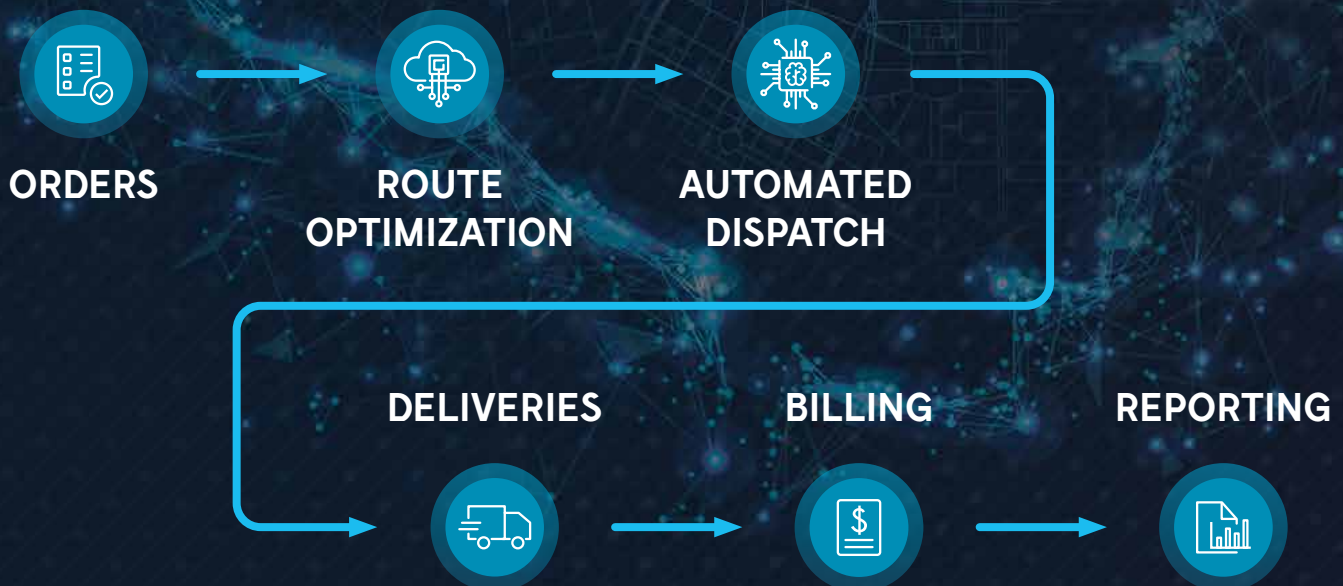 ORDERS
ROUTE
OPTIMIZATION
AUTOMATED
DISPATCH
DELIVERIES
BILLING
REPORTING
$